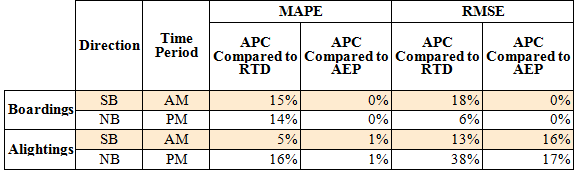 MAPE RMSE
Direction Time Period APC Compared to RTD APC Compared to AEP APC Compared to RTD APC Compared to AEP
Boardings SB AM 15% 0% 18% 0%
NB PM 14% 0% 6% 0%
Alightings SB AM 5% 1% 13% 16%
NB PM 16% 1% 38% 17%